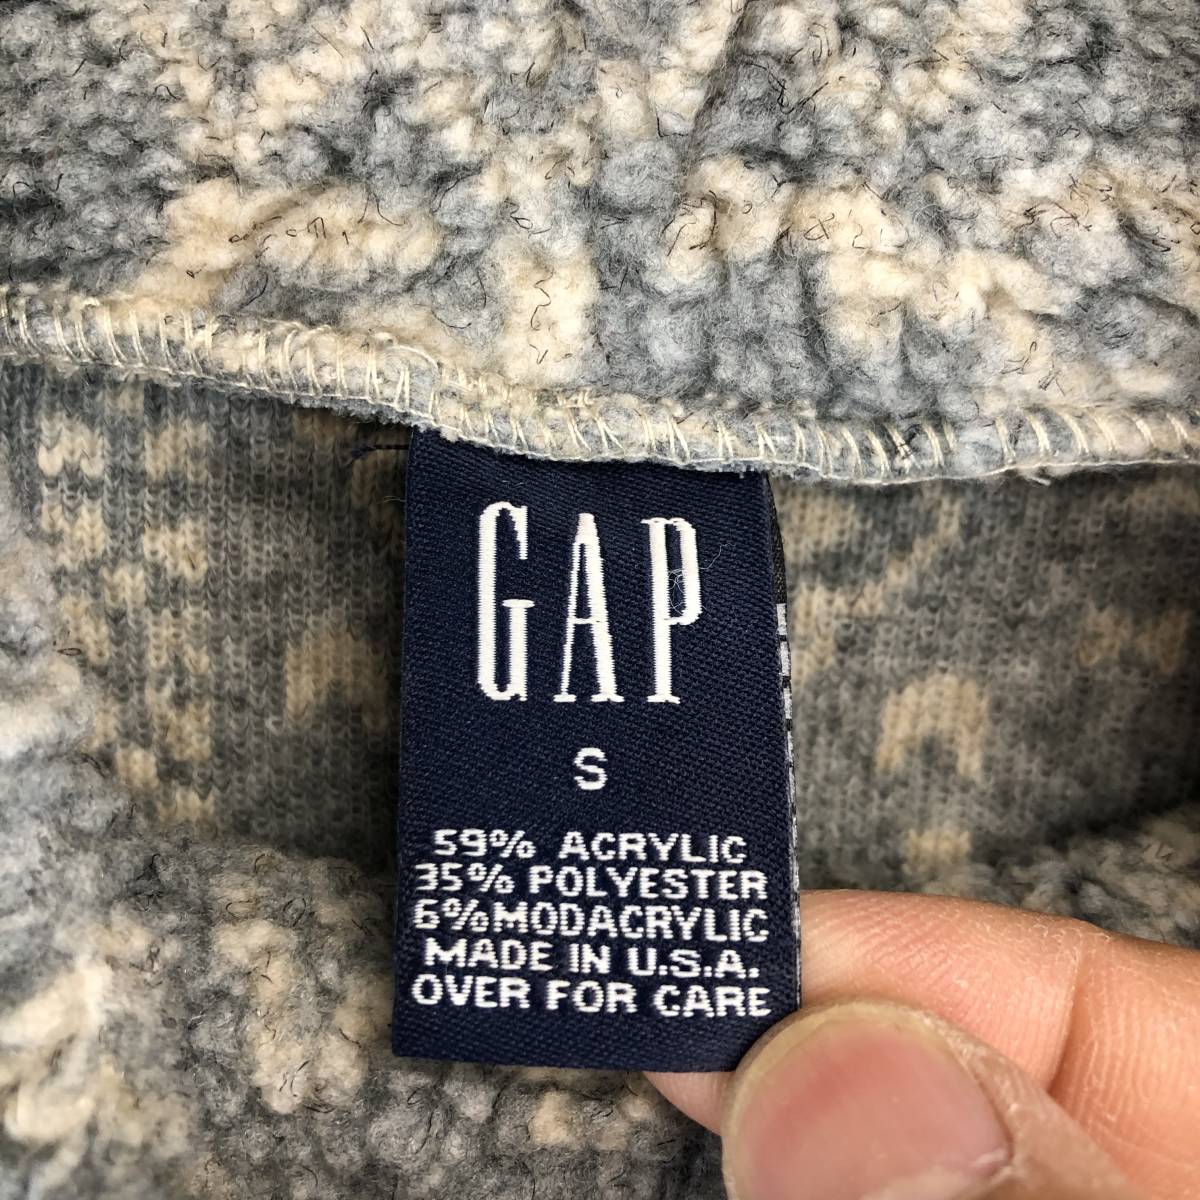 GAP
S
59% ACRYLIC
35% POLYESTER
6% MODACRYLIC
MADE IN U.S.A.
OVER FOR CARE